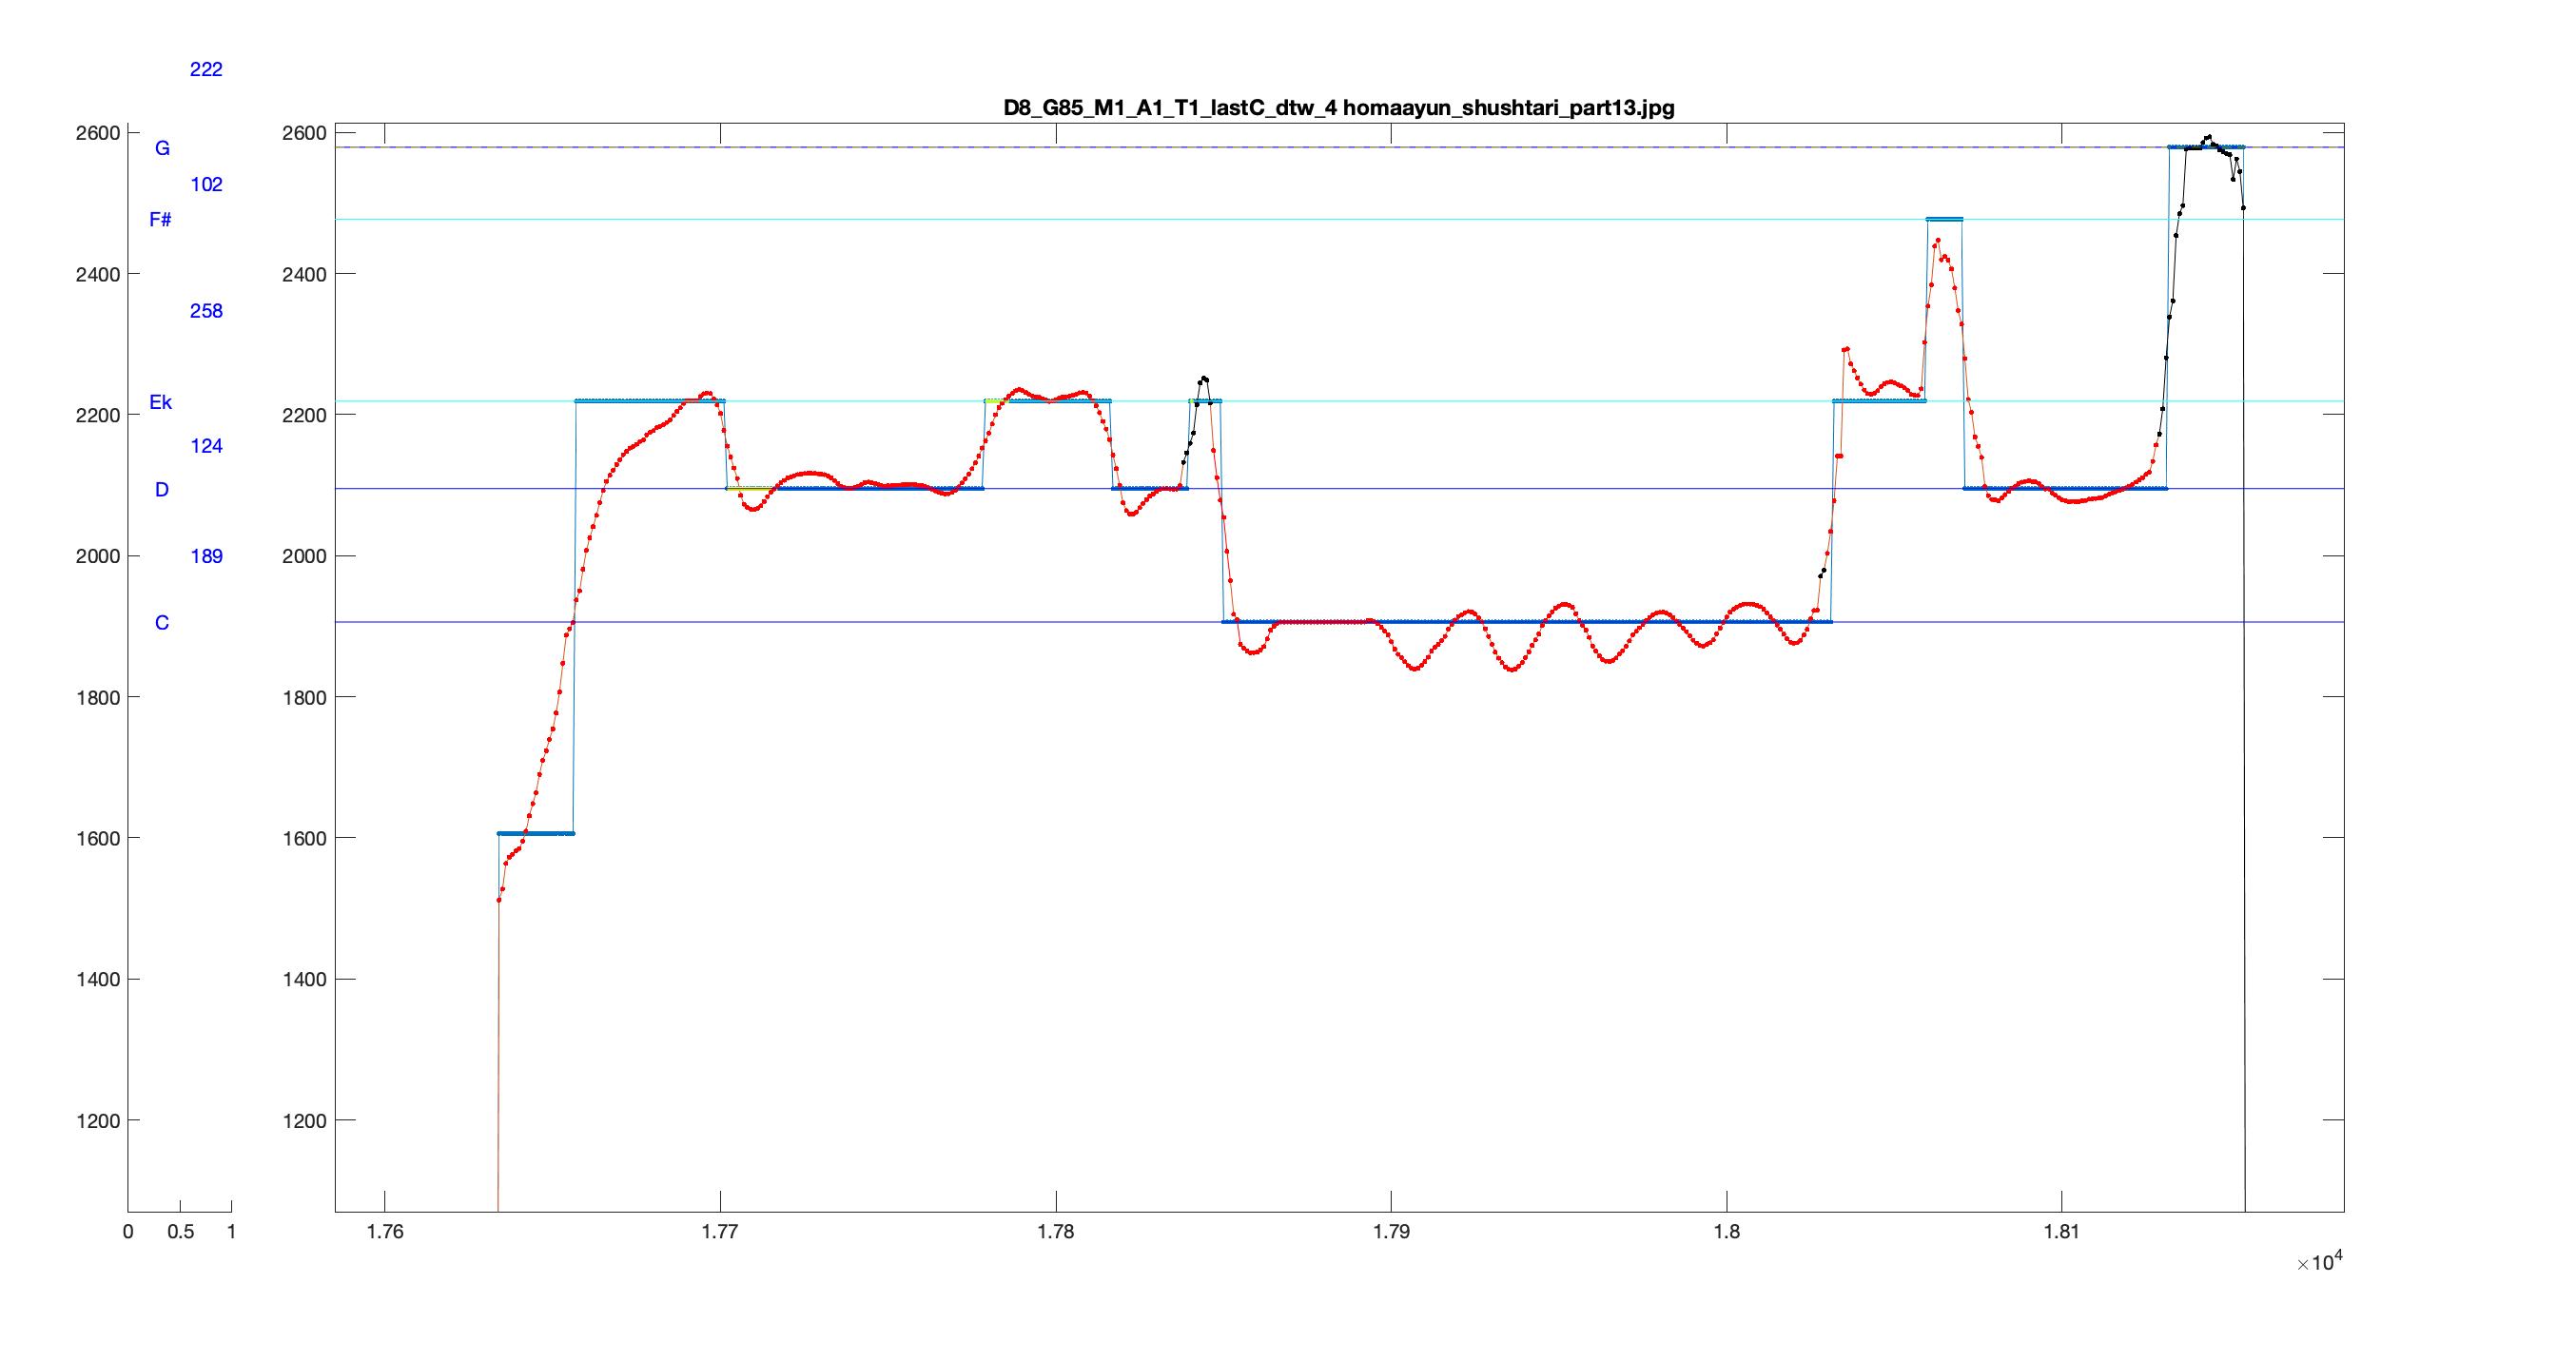 222
D8_G85_M1_A1_T1_lastC_dtw_4 homaayun_shushtari_part13.jpg
2600 2600
G
102
F#
2400 2400
258
2200 Ek 2200
124
D
2000 189 2000
C
1800 1800
1600 1600
1400 1400
1200 1200
0 0.5 1 1.76 1.77 1.78 1.79 1.8 1.81
×10^4